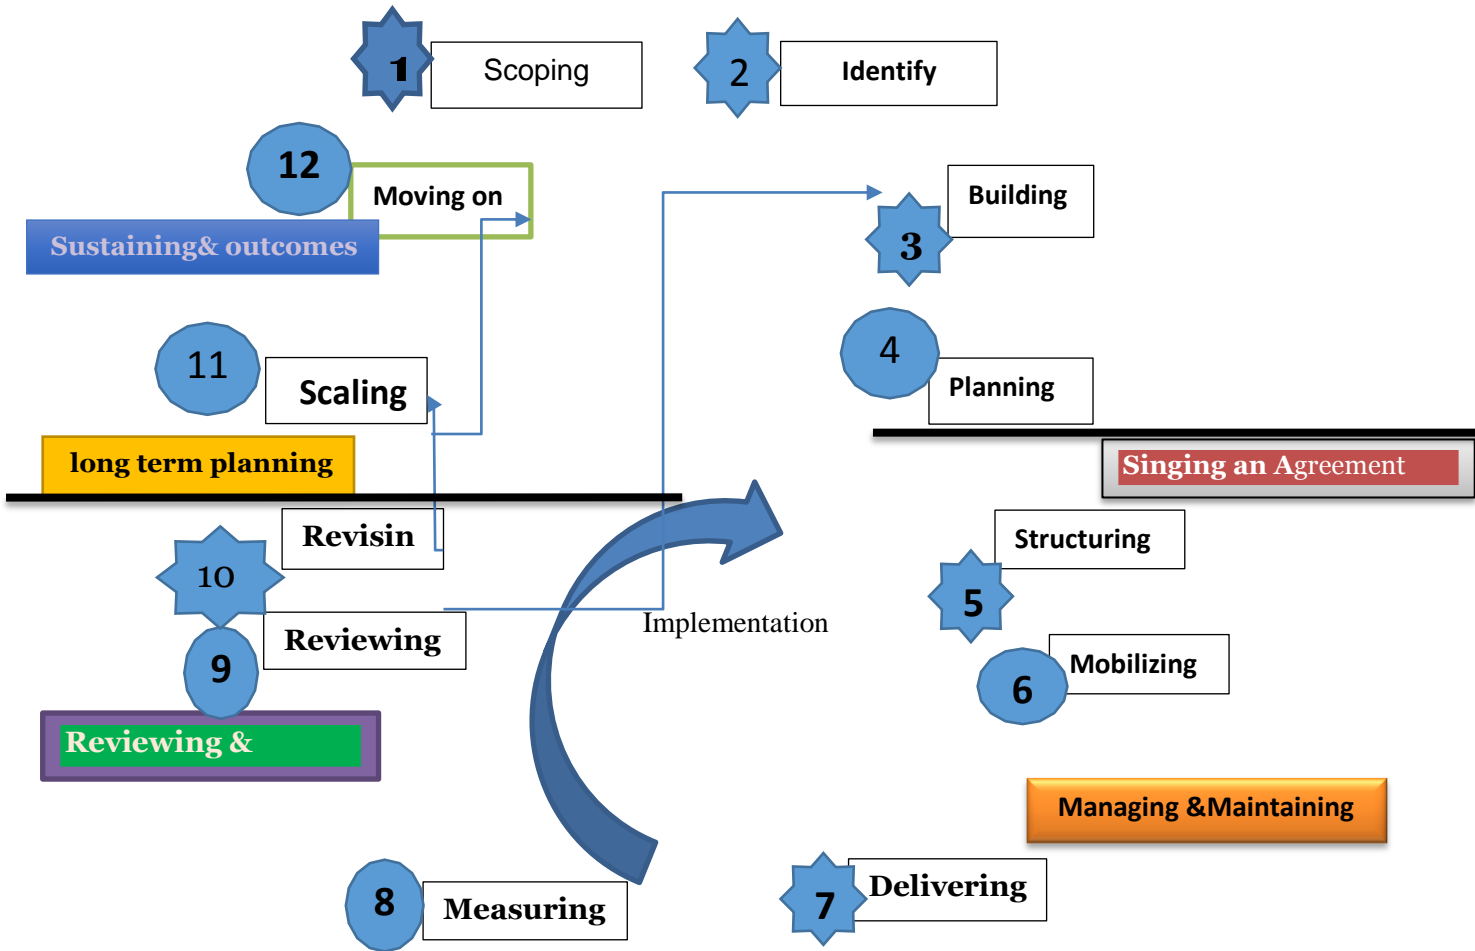 1 Scoping
2 Identify
12 Moving on
Sustaining& outcomes
Building
3
4
Planning
11 Scaling
long term planning
Singing an Agreement
Revisin
10
Reviewing
9
Reviewing &
Implementation
Structuring
5
Mobilizing
6
Managing &Maintaining
8 Measuring
7 Delivering